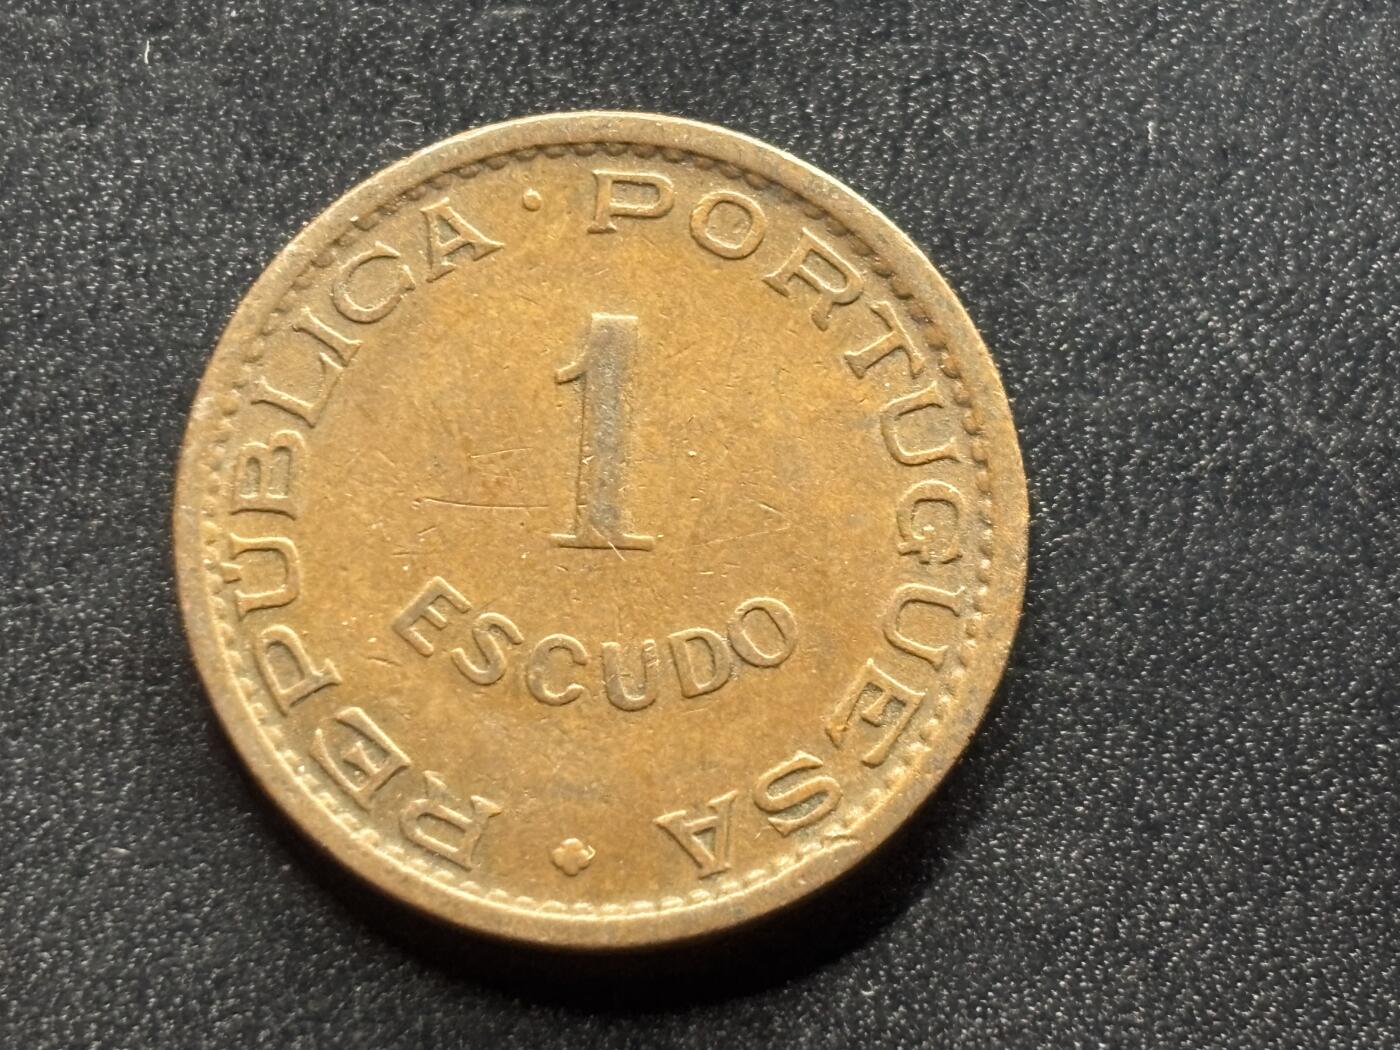 REPÚBLICA · PORTUGUESA
1
ESCUDO